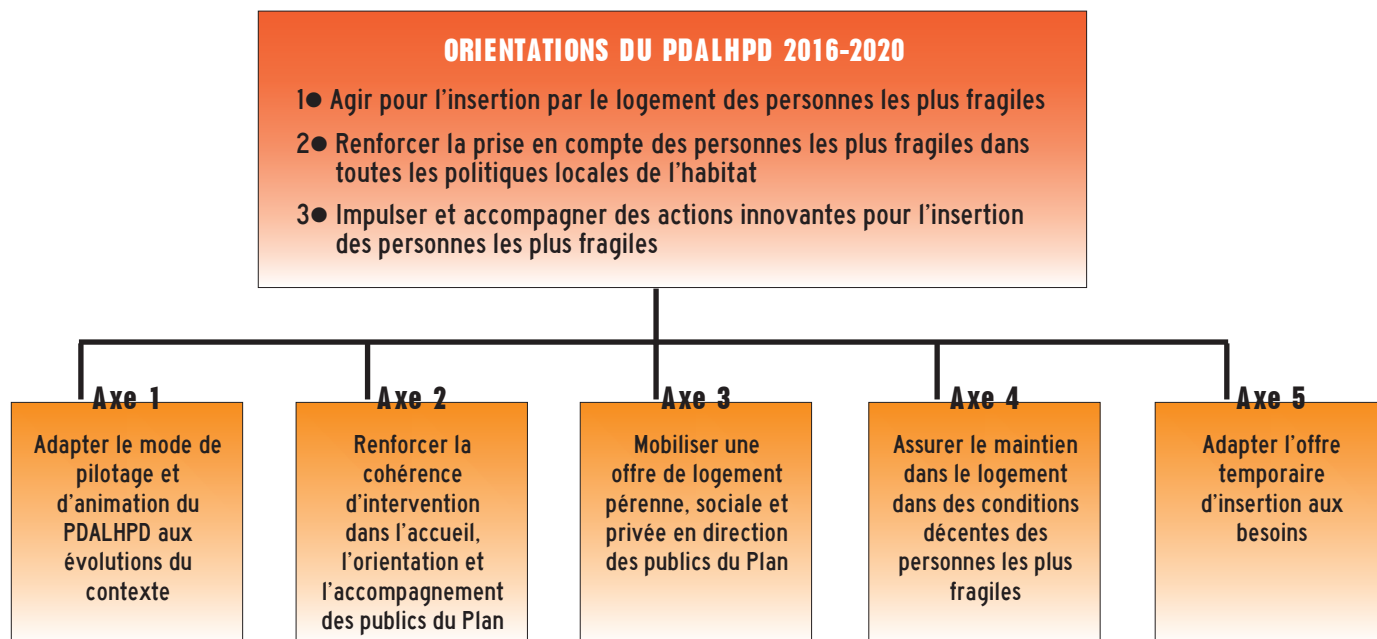 ORIENTATIONS DU PDALHPD 2016-2020
1● Agir pour l'insertion par le logement des personnes les plus fragiles
2● Renforcer la prise en compte des personnes les plus fragiles dans
toutes les politiques locales de l'habitat
3● Impulser et accompagner des actions innovantes pour l'insertion
des personnes les plus fragiles
Axe 1
Adapter le mode de
pilotage et
d'animation du
PDALHPD aux
évolutions du
contexte
Axe 2
Renforcer la
cohérence
d'intervention
dans l'accueil,
l'orientation et
l'accompagnement
des publics du Plan
Axe 3
Mobiliser une
offre de logement
pérenne, sociale et
privée en direction
des publics du Plan
Axe 4
Assurer le maintien
dans le logement
dans des conditions
décentes des
personnes les plus
fragiles
Axe 5
Adapter l'offre
temporaire
d'insertion aux
besoins